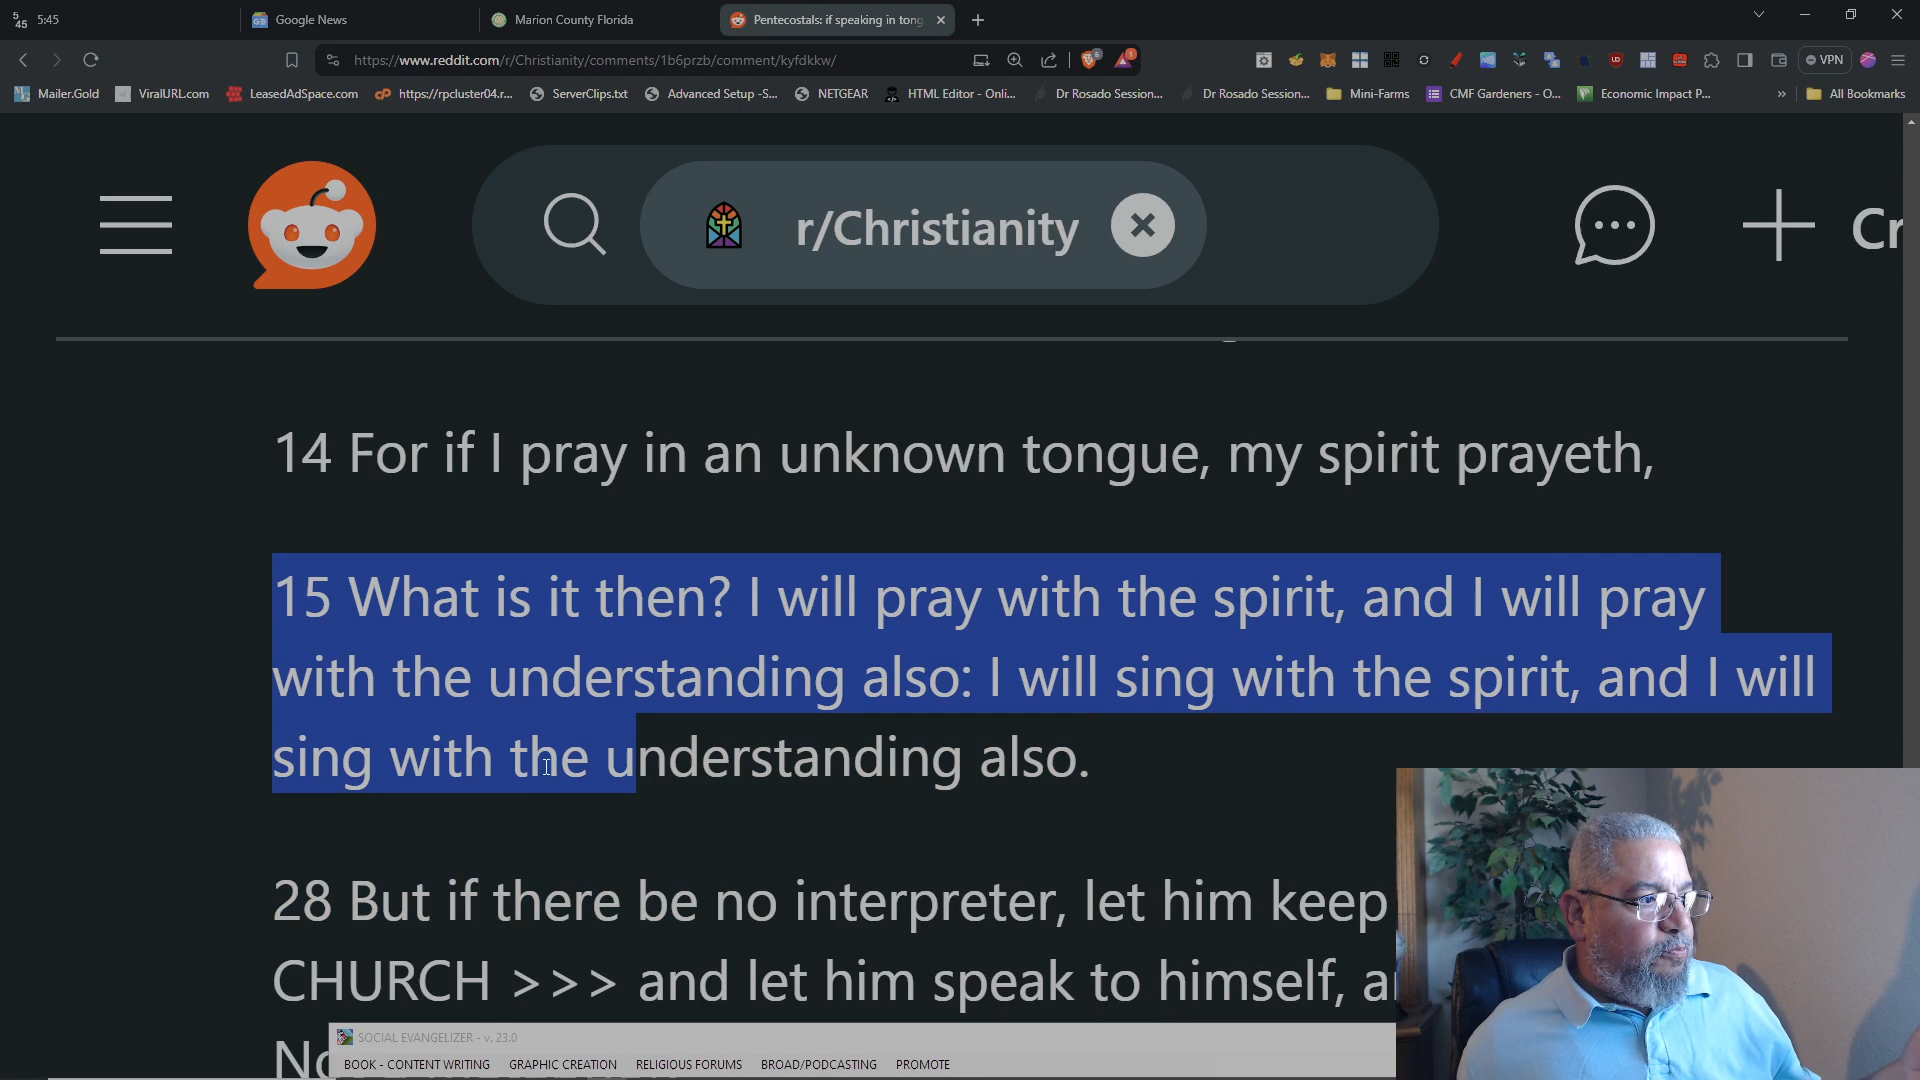 5:45
5
45
Google News
Marion County Florida
Pentecostals: if speaking in tong
https://www.reddit.com/r/Christianity/comments/1b6przb/comment/kyfdkkw/
6
1
VPN
Mailer.Gold
ViralURL.com
LeasedAdSpace.com
https://rpcluster04.r...
ServerClips.txt
Advanced Setup -S...
NETGEAR
HTML Editor - Onli...
Dr Rosado Session...
Dr Rosado Session...
Mini-Farms
CMF Gardeners - O...
Economic Impact P...
»
All Bookmarks
r/Christianity
Cr
14 For if I pray in an unknown tongue, my spirit prayeth,
15 What is it then? I will pray with the spirit, and I will pray
with the understanding also: I will sing with the spirit, and I will
sing with the understanding also.
28 But if there be no interpreter, let him keep
CHURCH >>> and let him speak to himself, a
SOCIAL EVANGELIZER - v. 23.0
BOOK - CONTENT WRITING
GRAPHIC CREATION
RELIGIOUS FORUMS
BROAD/PODCASTING
PROMOTE